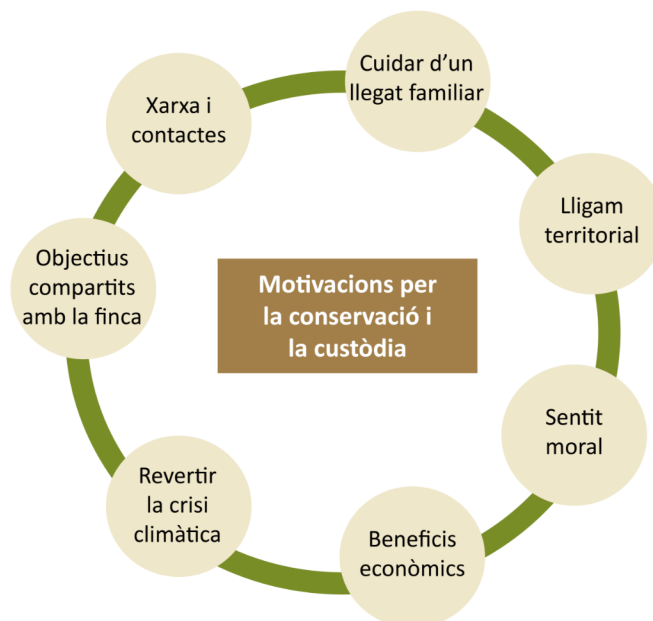 Cuidar d’un
llegat familiar
Lligam
territorial
Sentit
moral
Beneficis
econòmics
Revertir
la crisi
climàtica
Objectius
compartits
amb la finca
Xarxa i
contactes
Motivacions per
la conservació i
la custòdia